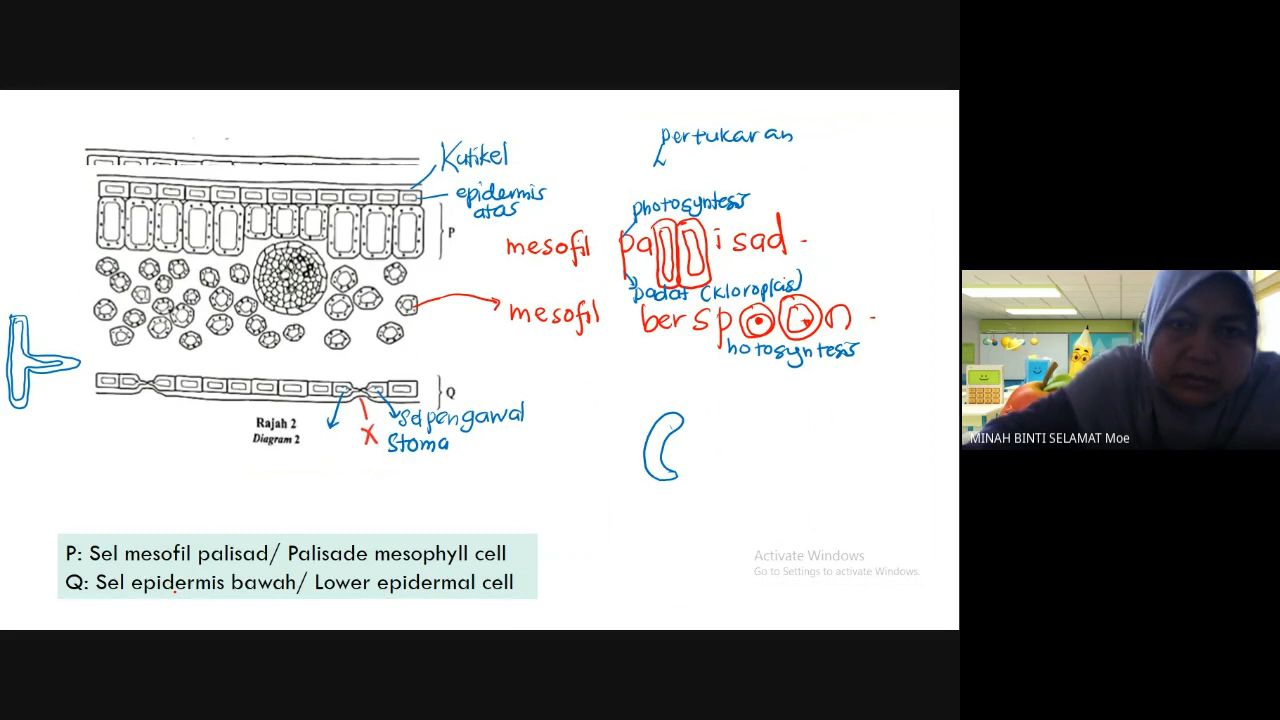 pertukaran
Kutikel
epidermis
atas
photosyntesis
P
mesofil palisad.
padat (kloroplas)
mesofil berspon.
hotosyntesis
Q
Rajah 2
Diagram 2
X
sel pengawal
stoma
MINAH BINTI SELAMAT Moe
P: Sel mesofil palisad/ Palisade mesophyll cell
Q: Sel epidermis bawah/ Lower epidermal cell
Activate Windows
Go to Settings to activate Windows.